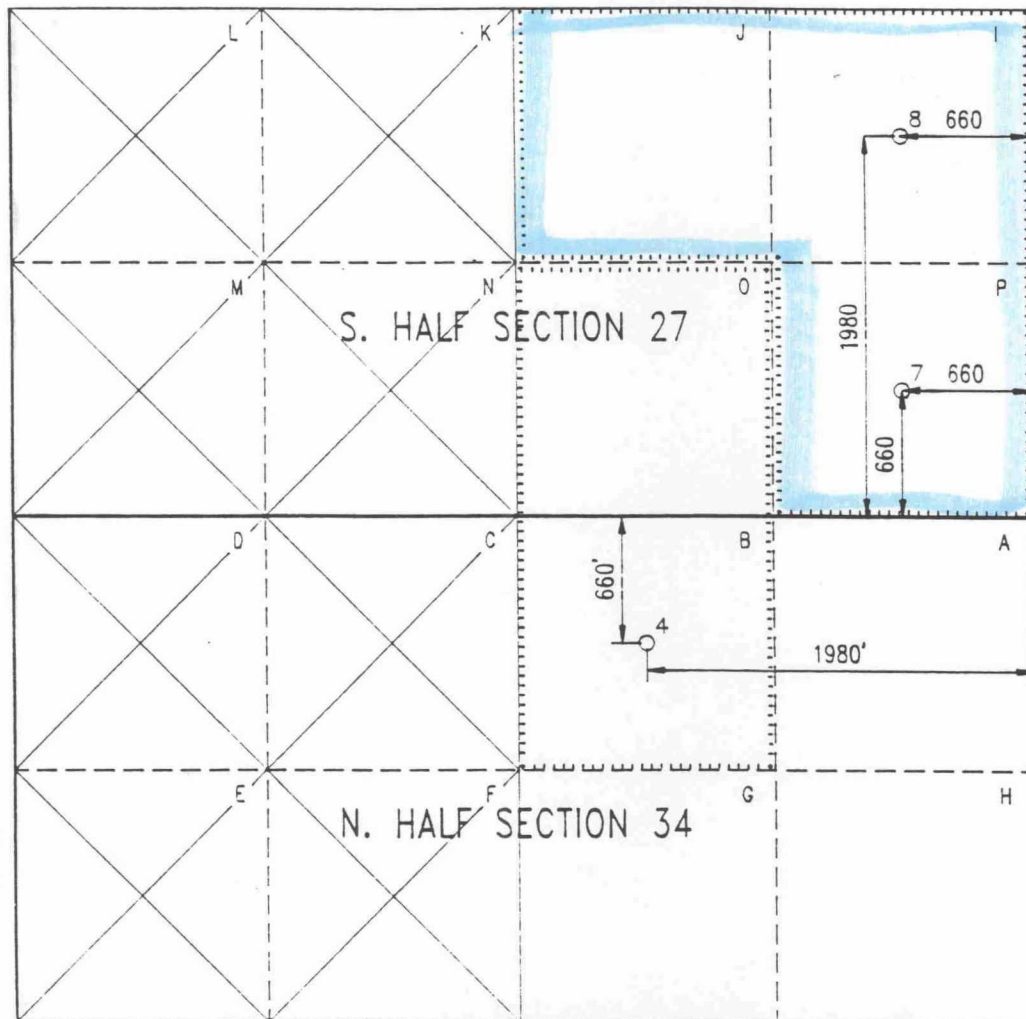 L K J I
8 660
M N O P
S. HALF SECTION 27
1980
7 660
660
D C B A
660'
4
1980'
E F G H
N. HALF SECTION 34